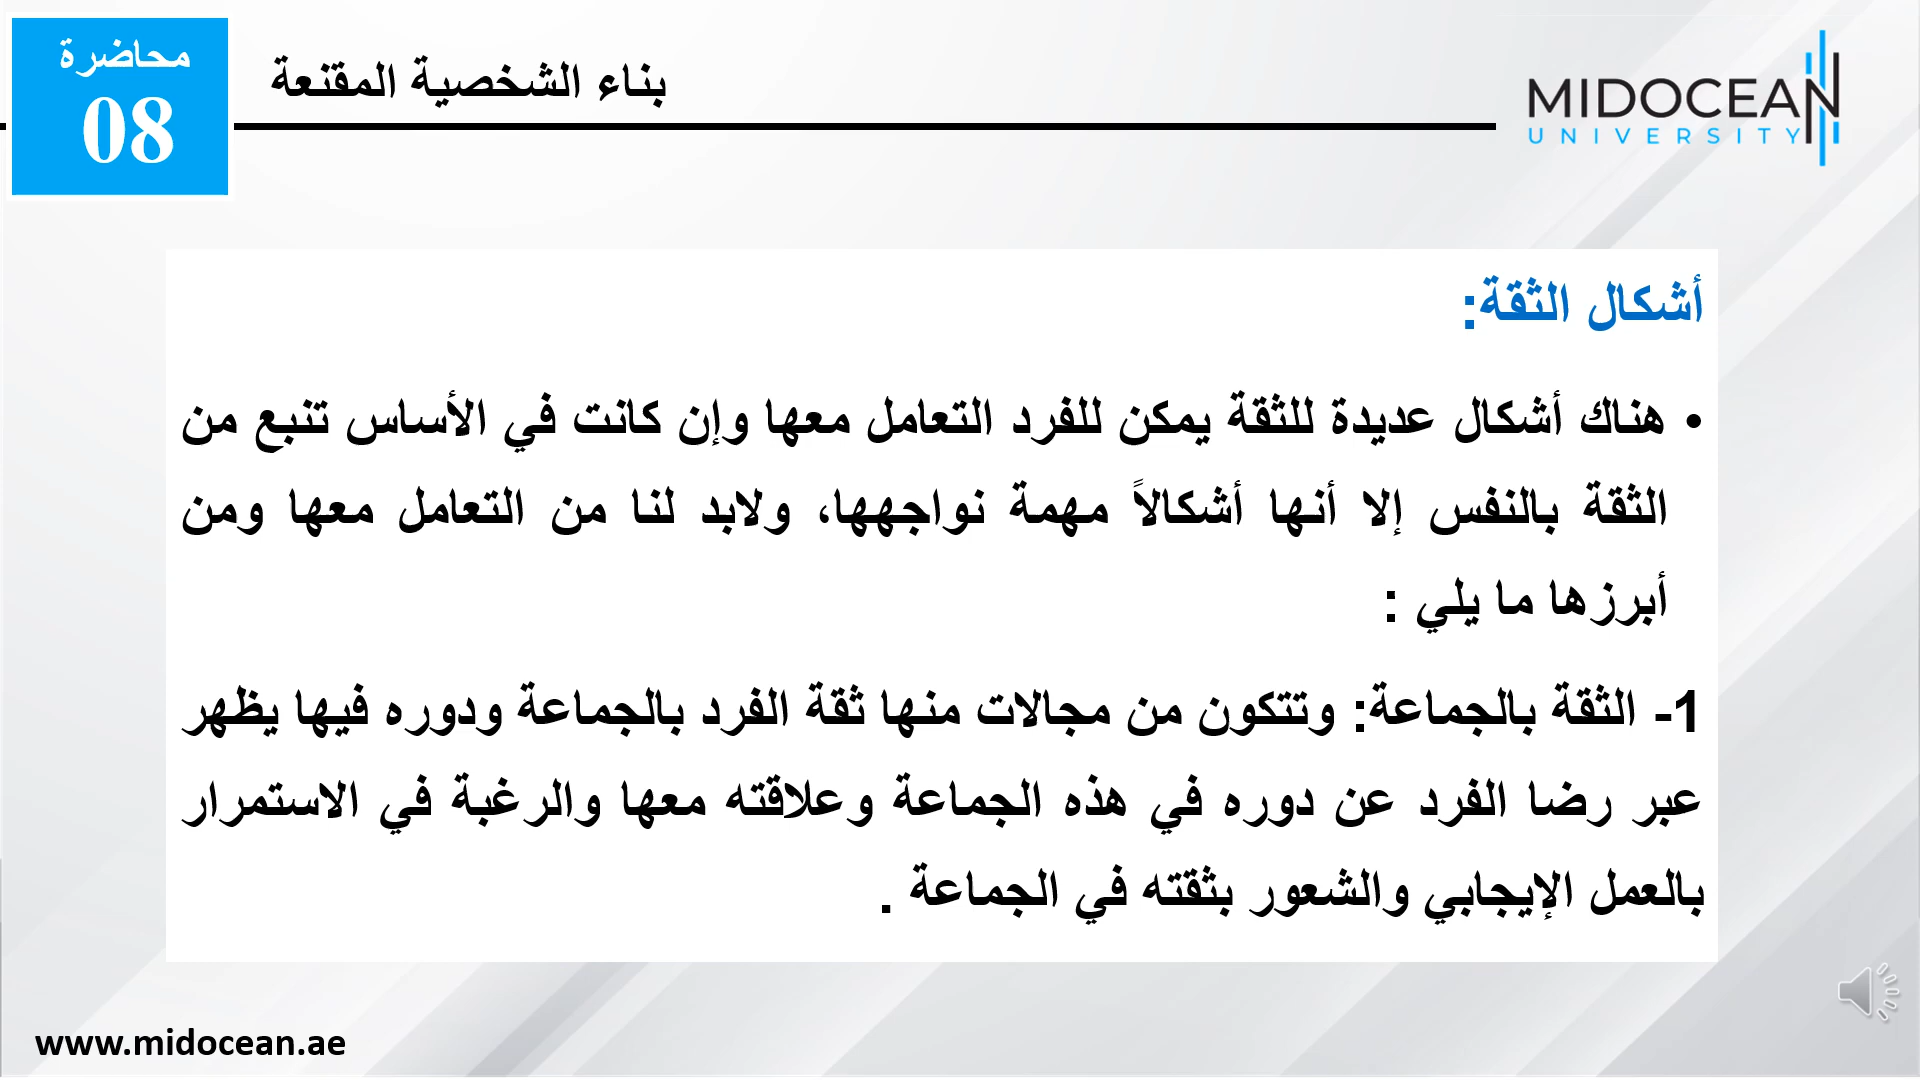 محاضرة
08
بناء الشخصية المقنعة
MIDOCEAN
UNIVERSITY
أشكال الثقة:
• هناك أشكال عديدة للثقة يمكن للفرد التعامل معها وإن كانت في الأساس تنبع من
الثقة بالنفس إلا أنها أشكالاً مهمة نواجهها، ولابد لنا من التعامل معها ومن
أبرزها ما يلي :
1- الثقة بالجماعة: وتتكون من مجالات منها ثقة الفرد بالجماعة ودوره فيها يظهر
عبر رضا الفرد عن دوره في هذه الجماعة وعلاقته معها والرغبة في الاستمرار
بالعمل الإيجابي والشعور بثقته في الجماعة .
www.midocean.ae